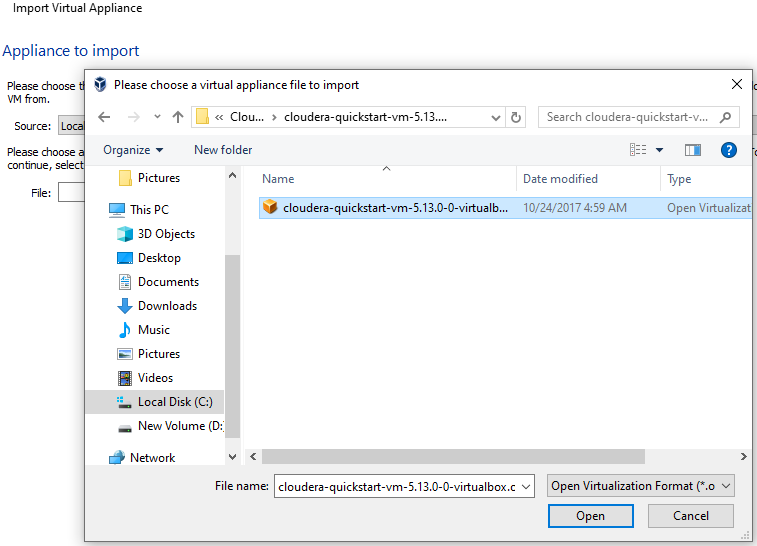 Import Virtual Appliance
Appliance to import
Please choose a virtual appliance file to import
Please choose th
VM from.
Source: Local
Please choose a
continue, select
File:
« Clou... › cloudera-quickstart-vm-5.13.... 
Search cloudera-quickstart-v...
Organize
New folder
?
Name
Date modified
Type
cloudera-quickstart-vm-5.13.0-0-virtualb...
10/24/2017 4:59 AM
Open Virtualizat
Pictures
This PC
3D Objects
Desktop
Documents
Downloads
Music
Pictures
Videos
Local Disk (C:)
New Volume (D:
Network
File name:
cloudera-quickstart-vm-5.13.0-0-virtualbox.o
Open Virtualization Format (*.o
Open
Cancel